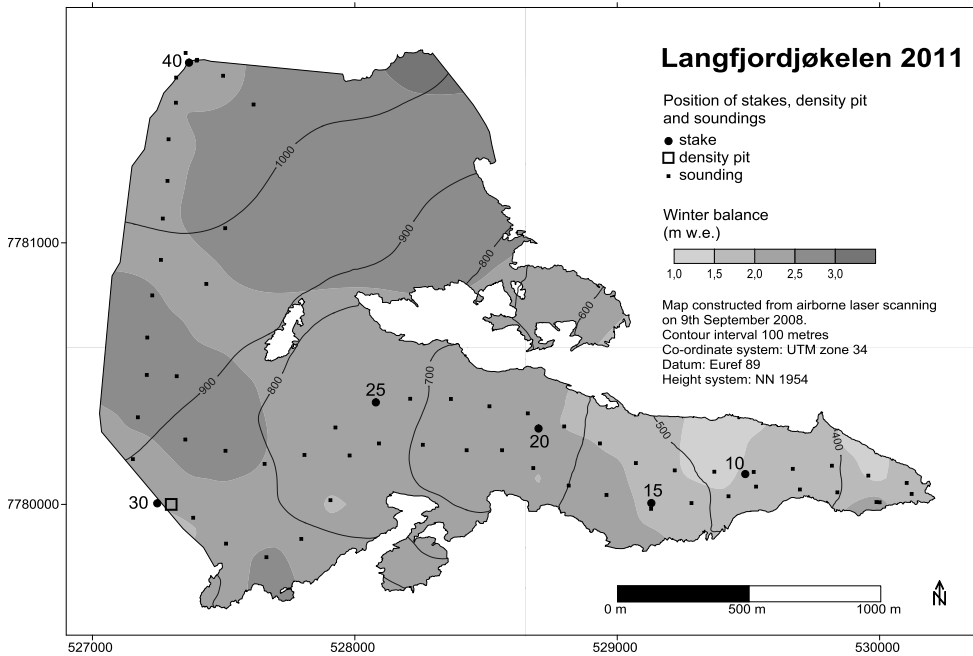 Langfjordjøkelen 2011
Position of stakes, density pit
and soundings
stake
density pit
sounding
Winter balance
(m w.e.)
1,0 1,5 2,0 2,5 3,0
Map constructed from airborne laser scanning
on 9th September 2008.
Contour interval 100 metres
Co-ordinate system: UTM zone 34
Datum: Euref 89
Height system: NN 1954
40
1000
900
800
600
7781000
900
800
700
25
20
500
400
10
15
30
7780000
0 m 500 m 1000 m
N
527000 528000 529000 530000